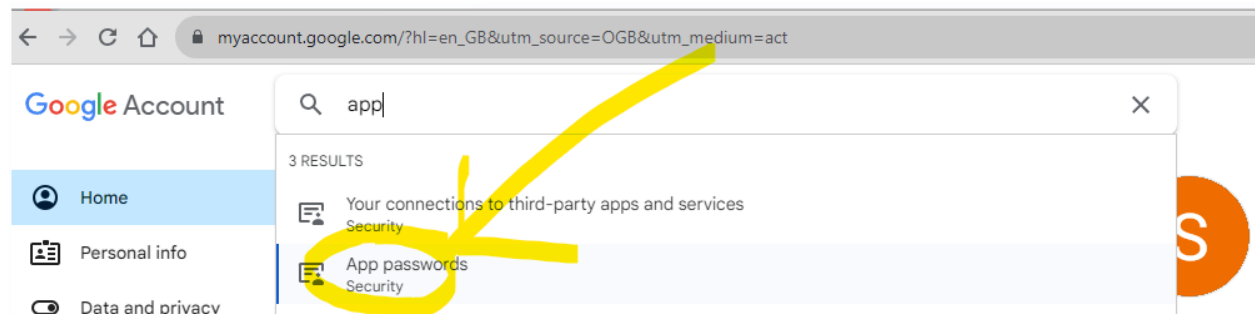 myaccount.google.com/?hl=en_GB&utm_source=OGB&utm_medium=act
Google Account
app
3 RESULTS
Home
Your connections to third-party apps and services
Security
Personal info
App passwords
Security
S
Data and privacy